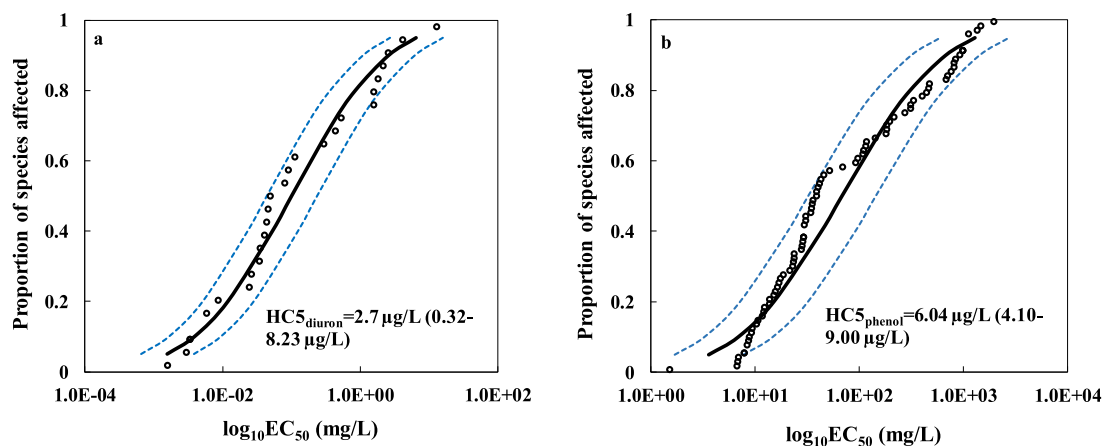 a
1
0.8
0.6
0.4
0.2
0
Proportion of species affected
HC5diuron=2.7 µg/L (0.32-
8.23 µg/L)
1.0E-04 1.0E-02 1.0E+00 1.0E+02
log10EC50 (mg/L)
b
1
0.8
0.6
0.4
0.2
0
Proportion of species affected
HC5phenol=6.04 µg/L (4.10-
9.00 µg/L)
1.0E+00 1.0E+01 1.0E+02 1.0E+03 1.0E+04
log10EC50 (mg/L)